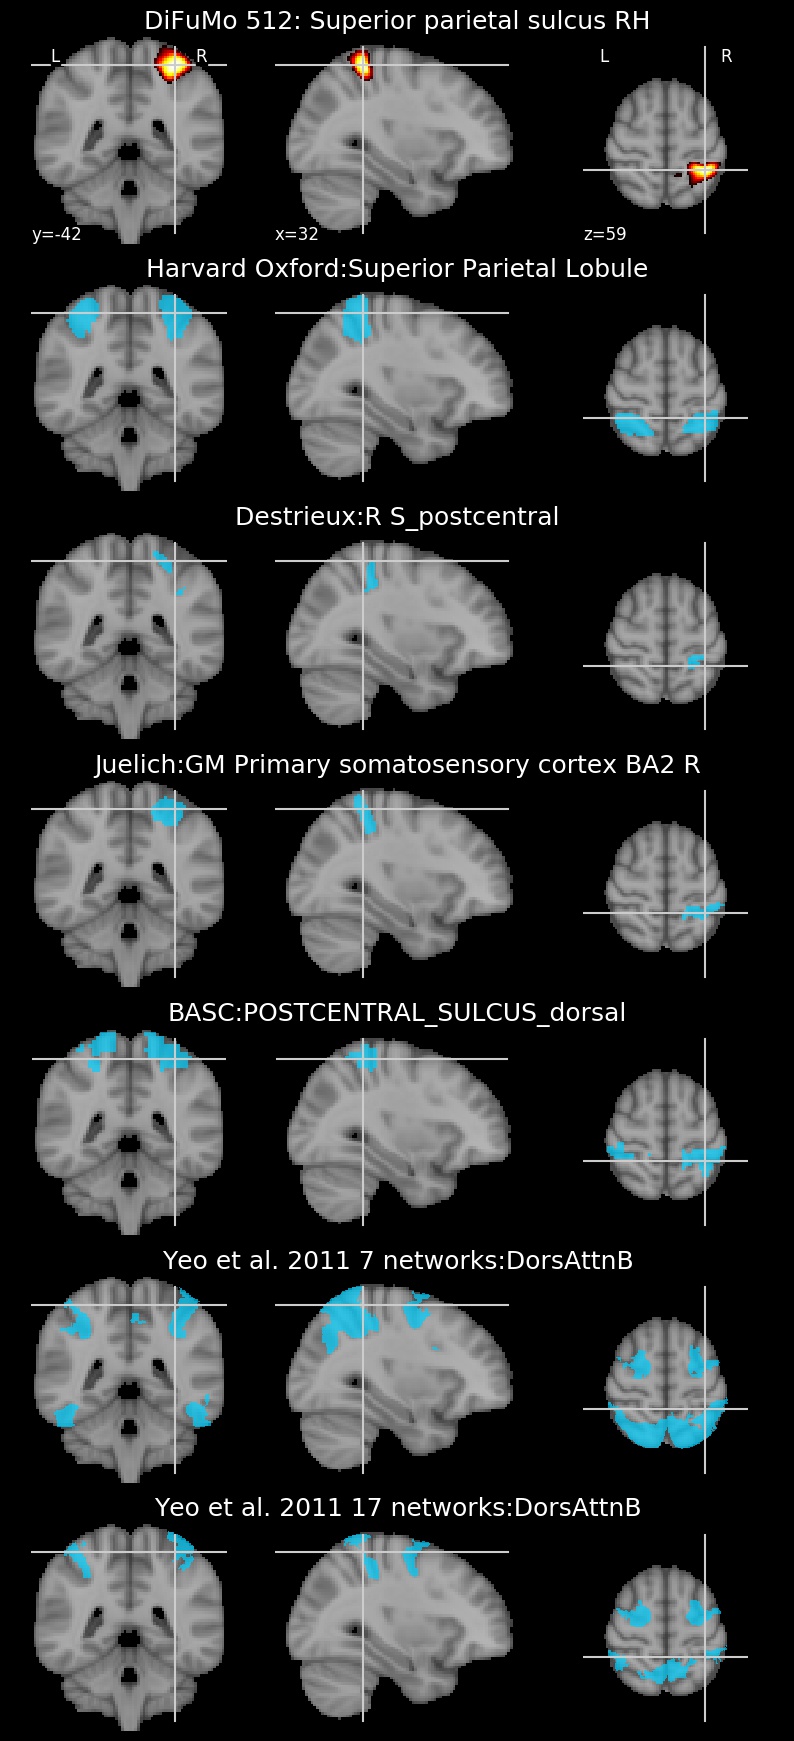 DiFuMo 512: Superior parietal sulcus RH
L R L R
y=-42 x=32 z=59
Harvard Oxford:Superior Parietal Lobule
Destrieux:R S_postcentral
Juelich:GM Primary somatosensory cortex BA2 R
BASC:POSTCENTRAL_SULCUS_dorsal
Yeo et al. 2011 7 networks:DorsAttnB
Yeo et al. 2011 17 networks:DorsAttnB